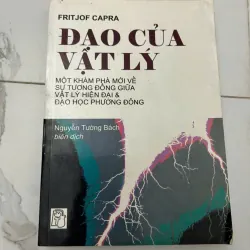 FRITJOF CAPRA
ĐẠO CỦA
VẬT LÝ
MỘT KHÁM PHÁ MỚI VỀ
SỰ TƯƠNG ĐỒNG GIỮA
VẬT LÝ HIỆN ĐẠI &
ĐẠO HỌC PHƯƠNG ĐÔNG
Nguyễn Tường Bách
biên dịch